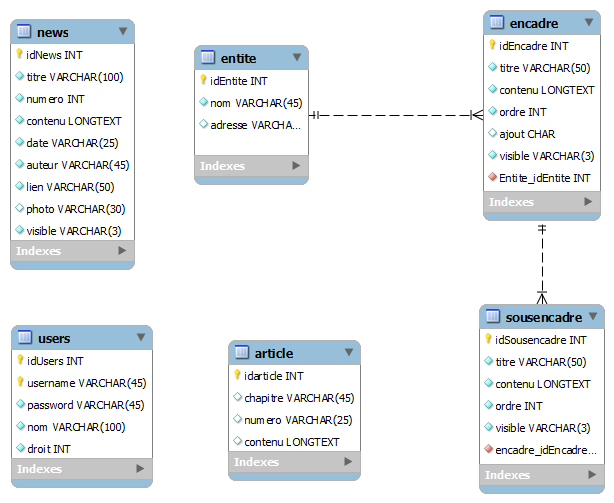 news
idNews INT
titre VARCHAR(100)
numero INT
contenu LONGTEXT
date VARCHAR(25)
auteur VARCHAR(45)
lien VARCHAR(50)
photo VARCHAR(30)
visible VARCHAR(3)
Indexes
entite
idEntite INT
nom VARCHAR(45)
adresse VARCHA...
Indexes
encadre
idEncadre INT
titre VARCHAR(50)
contenu LONGTEXT
ordre INT
ajout CHAR
visible VARCHAR(3)
Entite_idEntite INT
Indexes
users
idUsers INT
username VARCHAR(45)
password VARCHAR(45)
nom VARCHAR(100)
droit INT
Indexes
article
idarticle INT
chapitre VARCHAR(45)
numero VARCHAR(25)
contenu LONGTEXT
Indexes
sousencadre
idSousencadre INT
titre VARCHAR(50)
contenu LONGTEXT
ordre INT
visible VARCHAR(3)
encadre_idEncadre...
Indexes